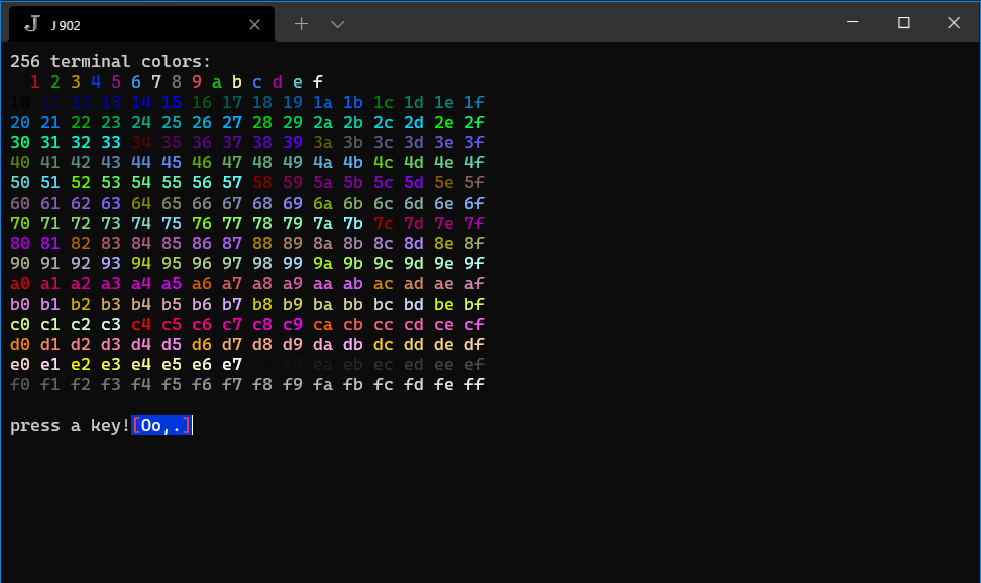 J 902
256 terminal colors:
1 2 3 4 5 6 7 8 9 a b c d e f
10 11 12 13 14 15 16 17 18 19 1a 1b 1c 1d 1e 1f
20 21 22 23 24 25 26 27 28 29 2a 2b 2c 2d 2e 2f
30 31 32 33 34 35 36 37 38 39 3a 3b 3c 3d 3e 3f
40 41 42 43 44 45 46 47 48 49 4a 4b 4c 4d 4e 4f
50 51 52 53 54 55 56 57 58 59 5a 5b 5c 5d 5e 5f
60 61 62 63 64 65 66 67 68 69 6a 6b 6c 6d 6e 6f
70 71 72 73 74 75 76 77 78 79 7a 7b 7c 7d 7e 7f
80 81 82 83 84 85 86 87 88 89 8a 8b 8c 8d 8e 8f
90 91 92 93 94 95 96 97 98 99 9a 9b 9c 9d 9e 9f
a0 a1 a2 a3 a4 a5 a6 a7 a8 a9 aa ab ac ad ae af
b0 b1 b2 b3 b4 b5 b6 b7 b8 b9 ba bb bc bd be bf
c0 c1 c2 c3 c4 c5 c6 c7 c8 c9 ca cb cc cd ce cf
d0 d1 d2 d3 d4 d5 d6 d7 d8 d9 da db dc dd de df
e0 e1 e2 e3 e4 e5 e6 e7 e8 e9 ea eb ec ed ee ef
f0 f1 f2 f3 f4 f5 f6 f7 f8 f9 fa fb fc fd fe ff
press a key![Oo,.]